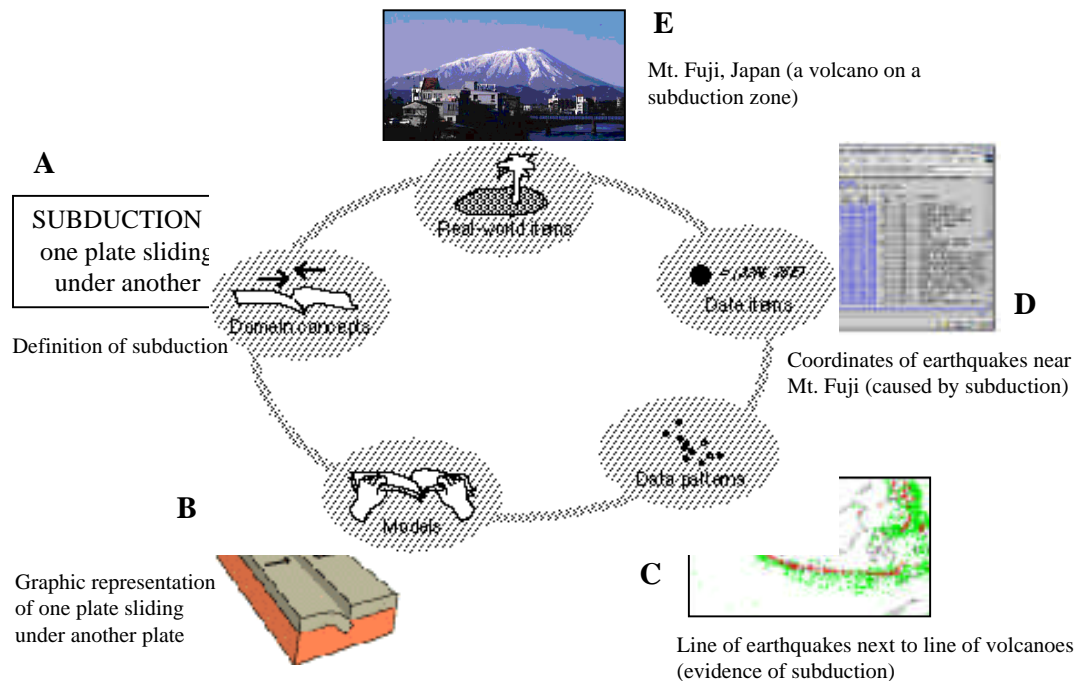 E
Mt. Fuji, Japan (a volcano on a
subduction zone)
A
SUBDUCTION
one plate sliding
under another
Definition of subduction
Real-world items
Domain concepts
Data items
D
Coordinates of earthquakes near
Mt. Fuji (caused by subduction)
Data patterns
Models
B
Graphic representation
of one plate sliding
under another plate
C
Line of earthquakes next to line of volcanoes
(evidence of subduction)